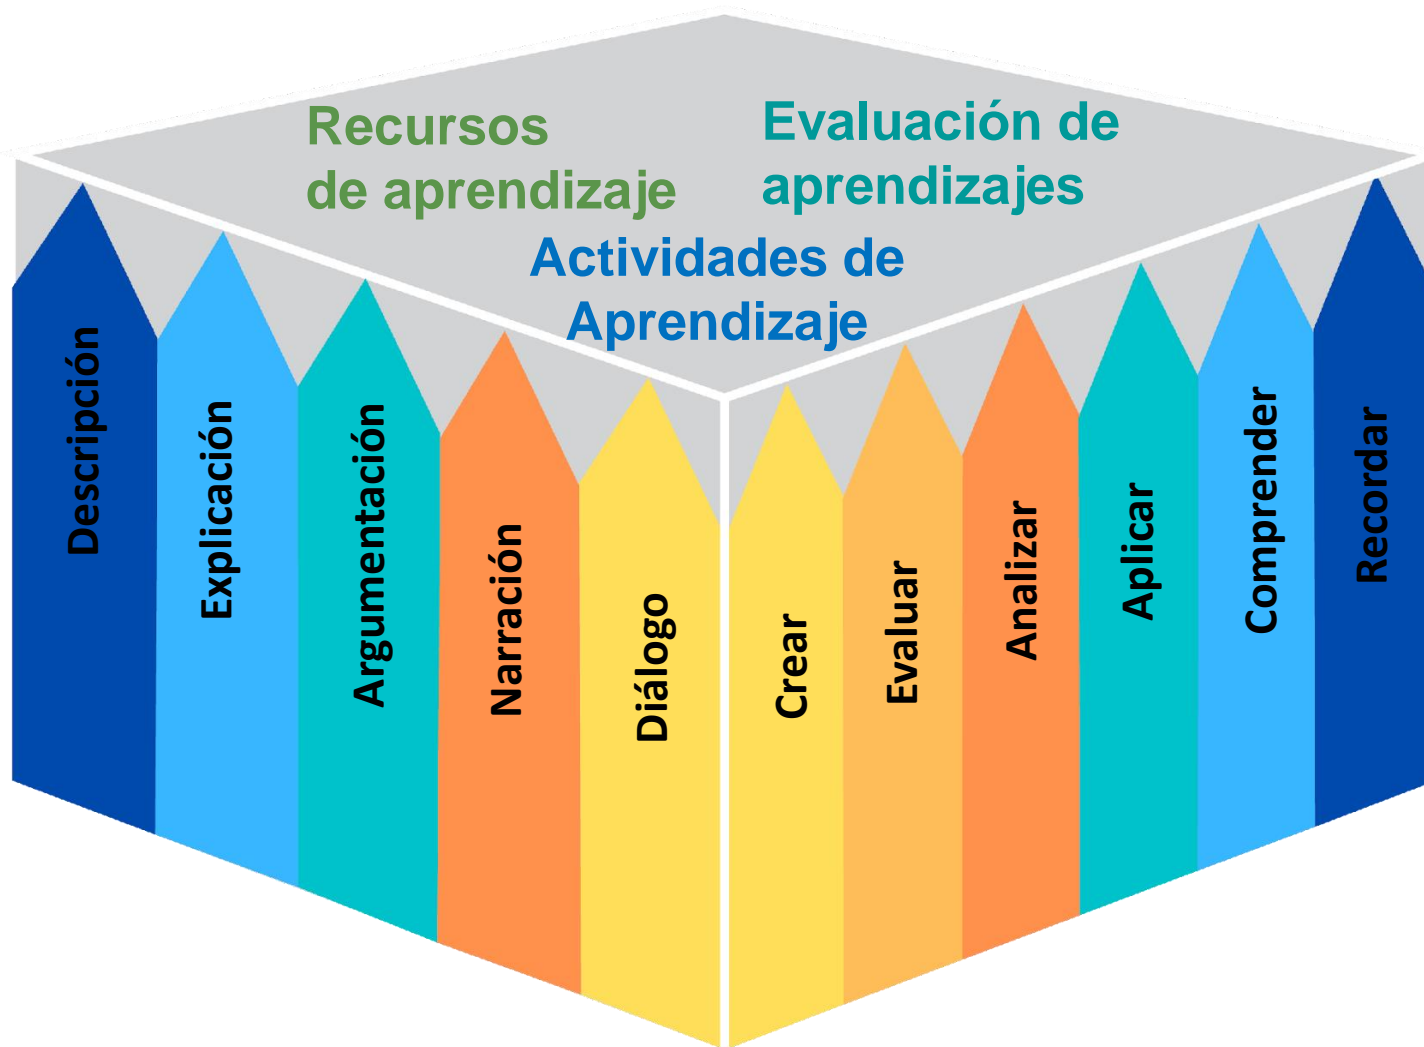 Recursos
de aprendizaje
Evaluación de
aprendizajes
Actividades de
Aprendizaje
Descripción
Explicación
Argumentación
Narración
Diálogo
Crear
Evaluar
Analizar
Aplicar
Comprender
Recordar